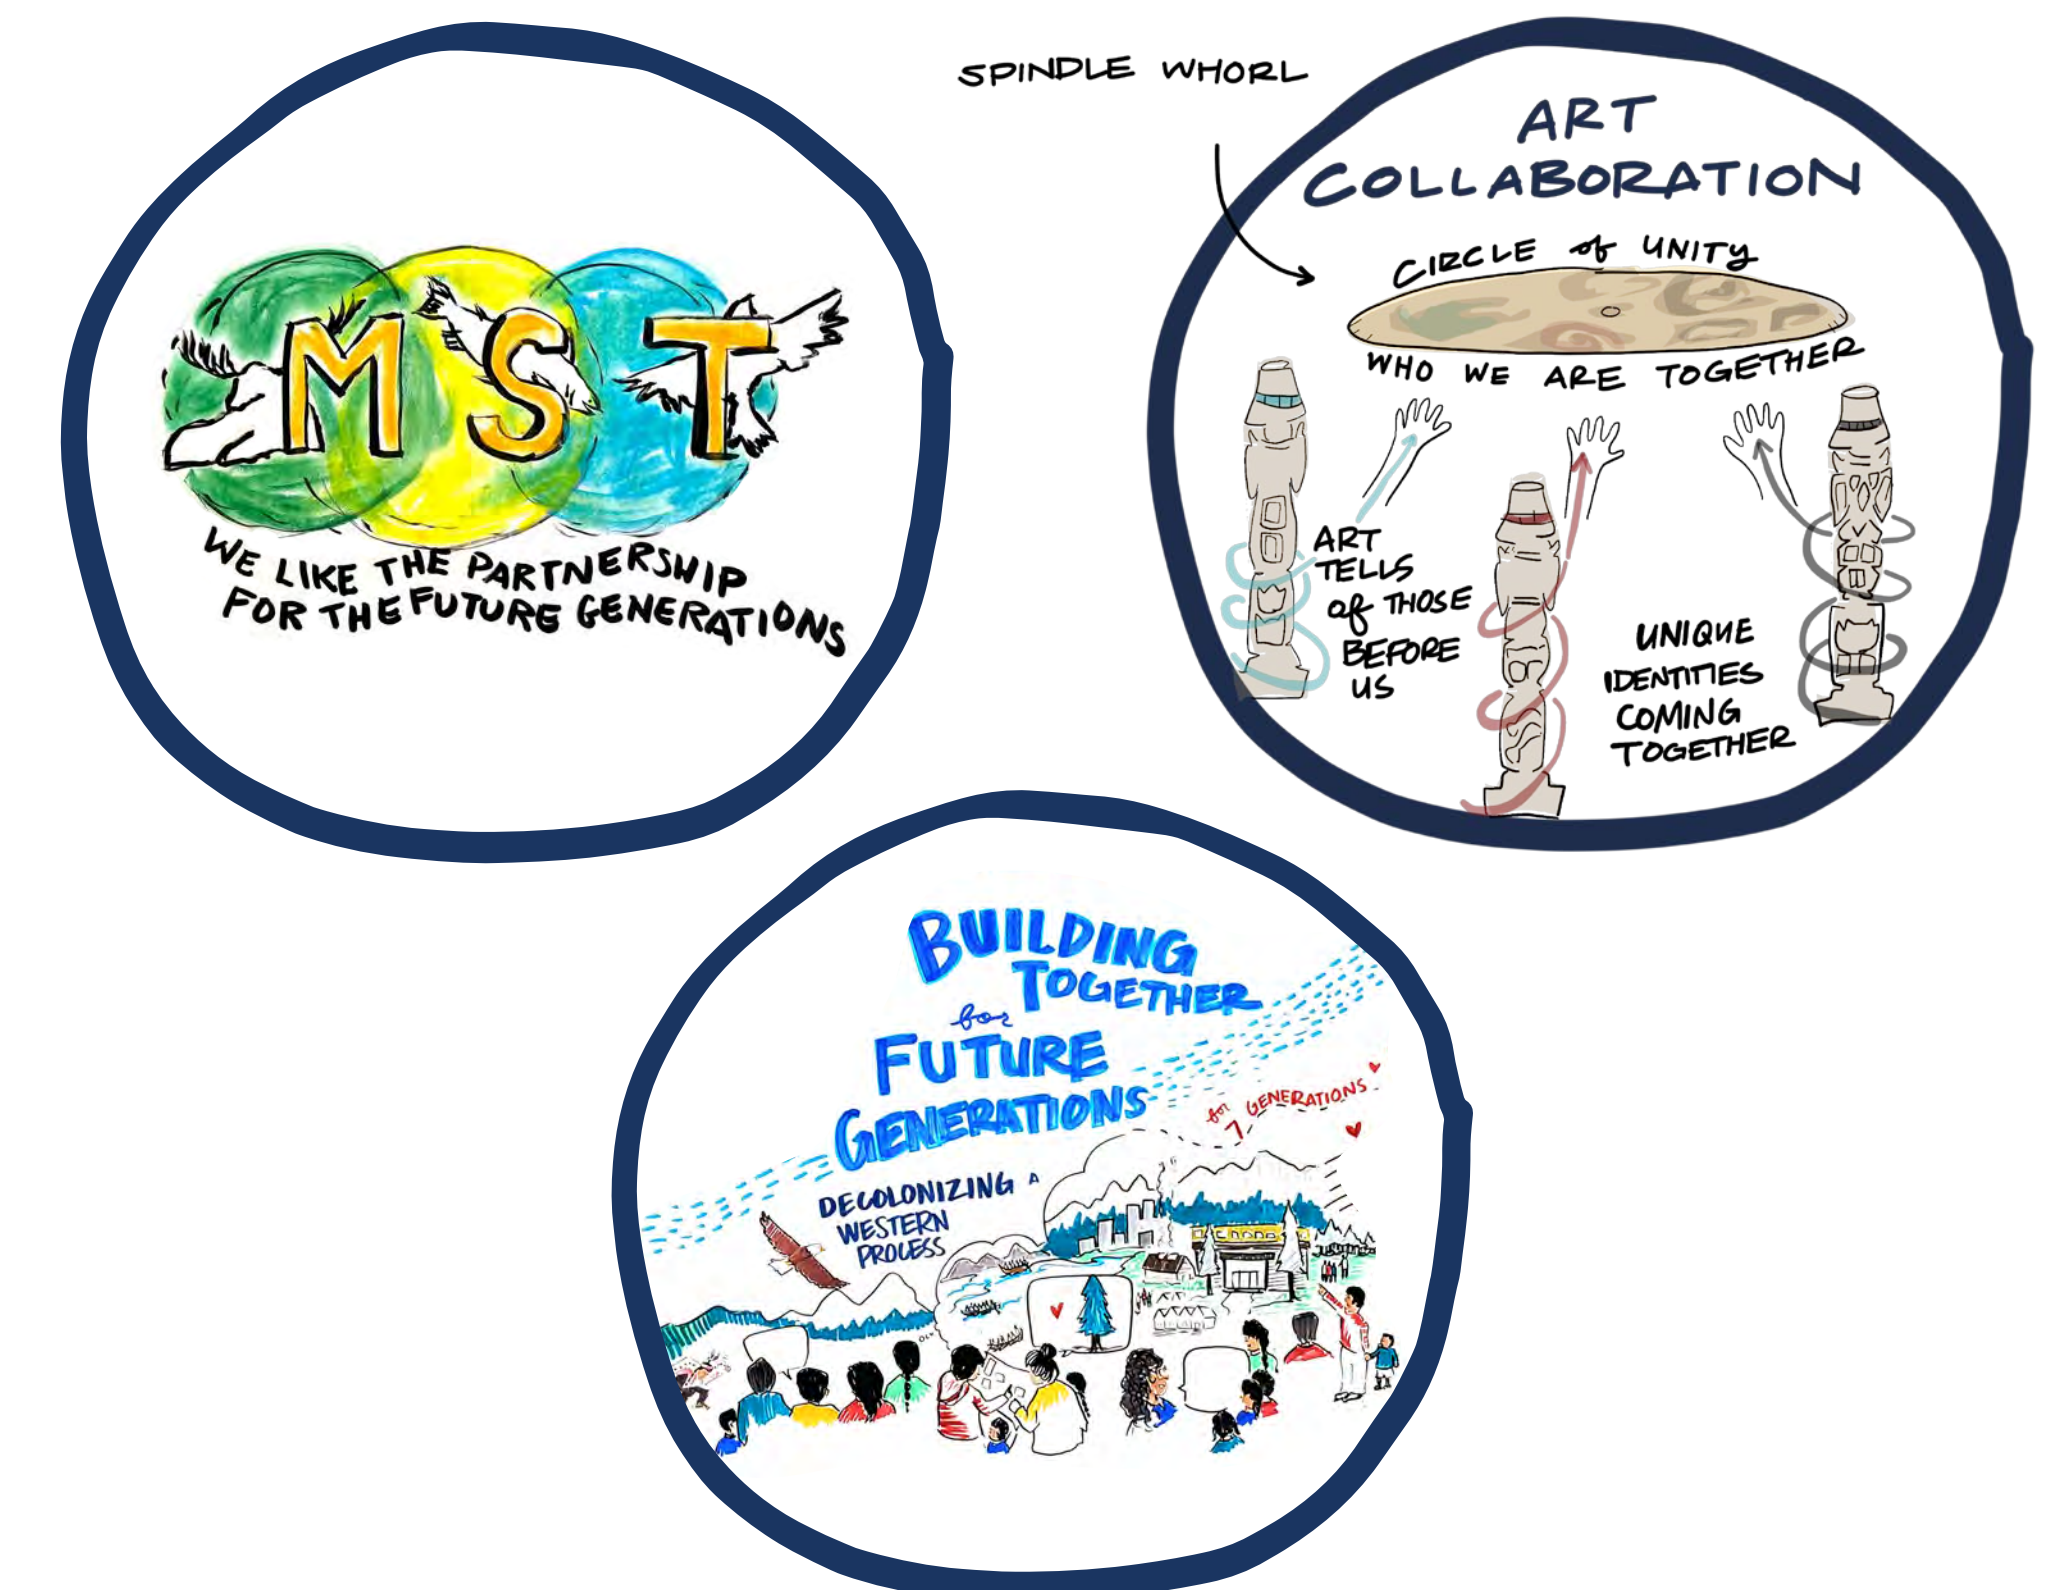 MST
WE LIKE THE PARTNERSHIP
FOR THE FUTURE GENERATIONS
SPINDLE WHORL
ART
COLLABORATION
CIRCLE of UNITY
WHO WE ARE TOGETHER
ART
TELLS
of THOSE
BEFORE
US
UNIQUE
IDENTITIES
COMING
TOGETHER
BUILDING
TOGETHER
for
FUTURE
GENERATIONS
for 7 GENERATIONS
DECOLONIZING A
WESTERN
PROCESS